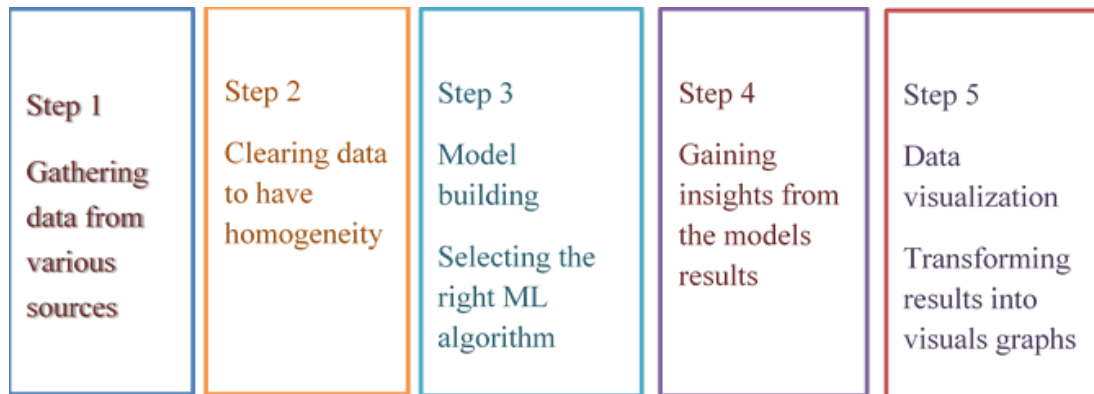 Step 1
Gathering
data from
various
sources
Step 2
Clearing data
to have
homogeneity
Step 3
Model
building
Selecting the
right ML
algorithm
Step 4
Gaining
insights from
the models
results
Step 5
Data
visualization
Transforming
results into
visuals graphs